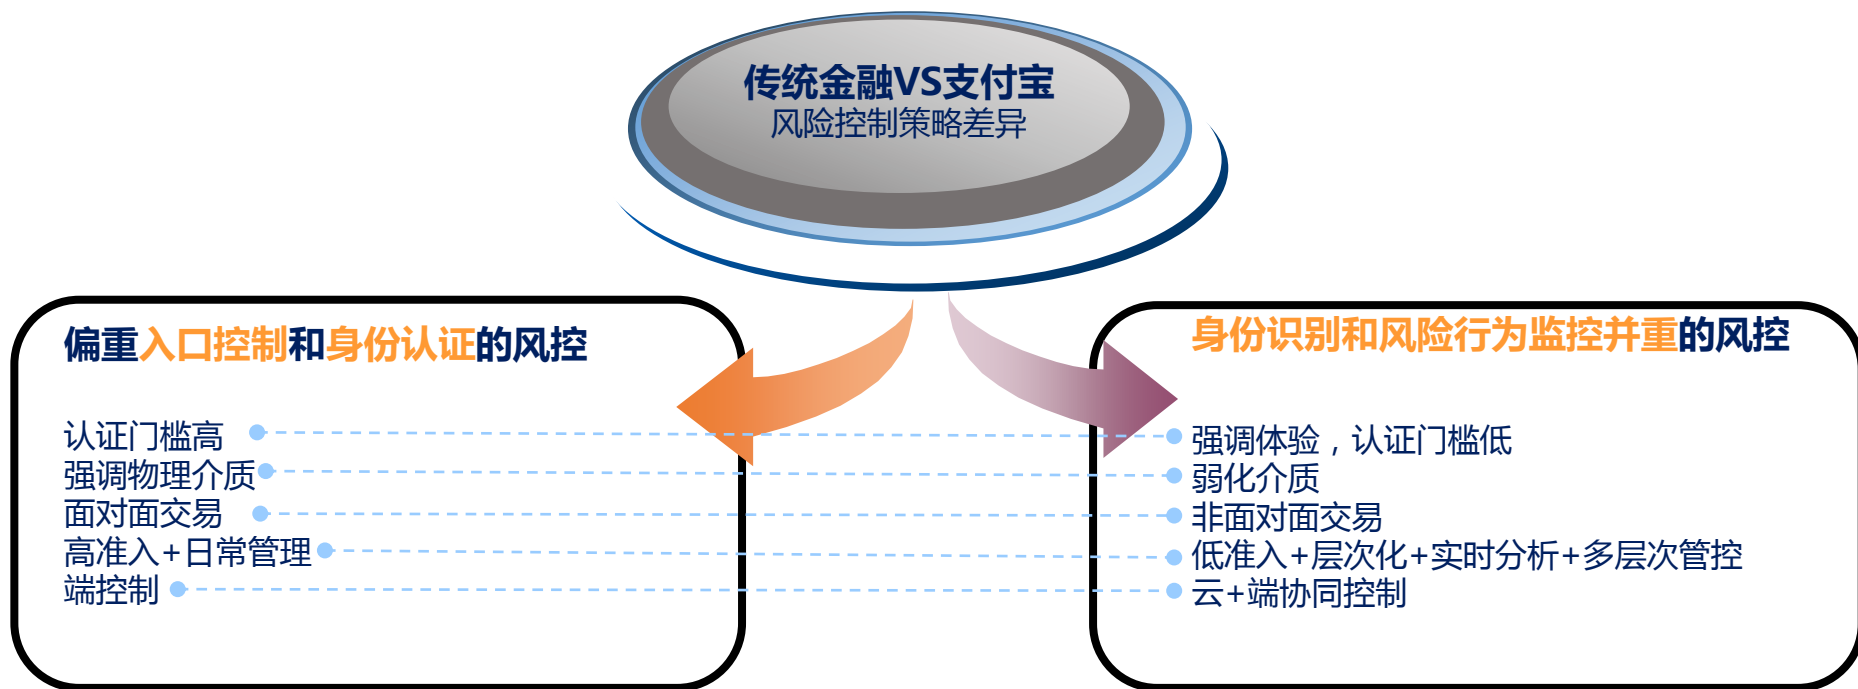 传统金融VS支付宝
风险控制策略差异
偏重入口控制和身份认证的风控
认证门槛高
强调物理介质
面对面交易
高准入+日常管理
端控制
身份识别和风险行为监控并重的风控
强调体验，认证门槛低
弱化介质
非面对面交易
低准入+层次化+实时分析+多层次管控
云+端协同控制